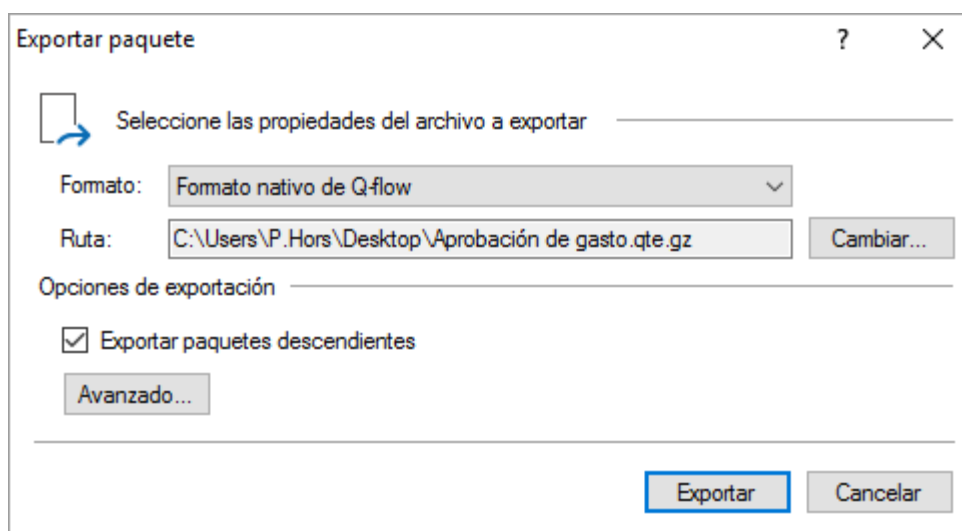 Exportar paquete ?
Seleccione las propiedades del archivo a exportar
Formato: Formato nativo de Q-flow
Ruta: C:\Users\P.Hors\Desktop\Aprobación de gasto.qte.gz Cambiar...
Opciones de exportación
Exportar paquetes descendientes
Avanzado...
Exportar Cancelar